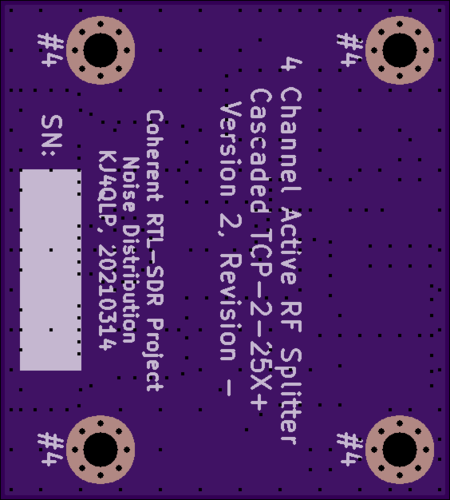 4 Channel Active RF Splitter
Cascaded TCP-2-25X+
Version 2, Revision -
Coherent RTL-SDR Project
Noise Distribution
KJ4QLP, 20210314
SN:
#4
#4
#4
#4